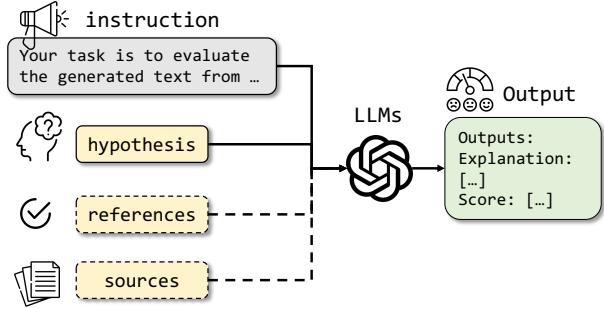 instruction
Your task is to evaluate
the generated text from …
hypothesis
references
sources
LLMs
Output
Outputs:
Explanation:
[…]
Score: […]